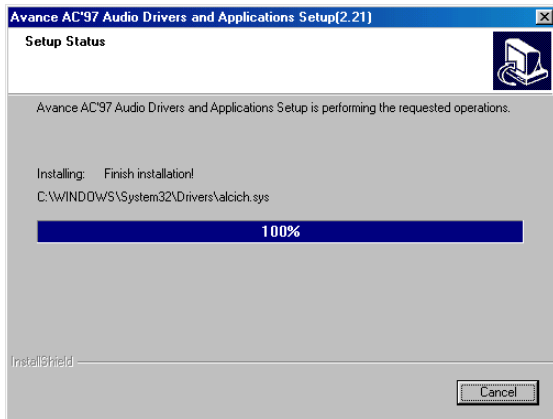 Avance AC'97 Audio Drivers and Applications Setup(2.21)
Setup Status
Avance AC'97 Audio Drivers and Applications Setup is performing the requested operations.
Installing: Finish installation!
C:\WINDOWS\System32\Drivers\alcich.sys
100%
InstallShield
Cancel